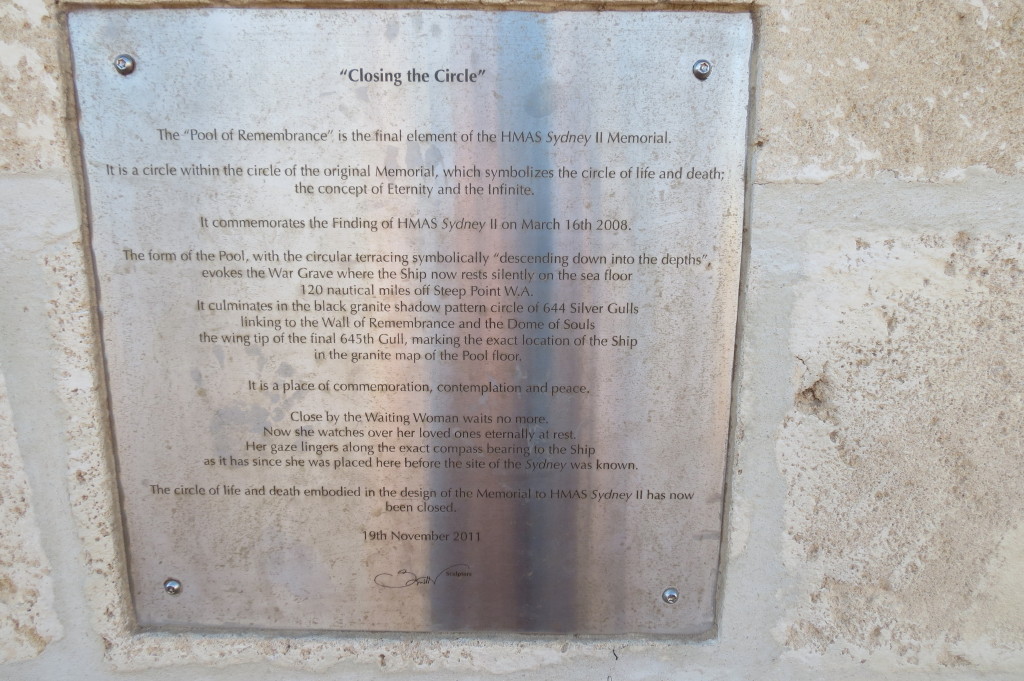 “Closing the Circle”
The “Pool of Remembrance” is the final element of the HMAS Sydney II Memorial.
It is a circle within the circle of the original Memorial, which symbolizes the circle of life and death;
the concept of Eternity and the Infinite.
It commemorates the Finding of HMAS Sydney II on March 16th 2008.
The form of the Pool, with the circular terracing symbolically “descending down into the depths”,
evokes the War Grave where the Ship now rests silently on the sea floor
120 nautical miles off Steep Point W.A.
It culminates in the black granite shadow pattern circle of 644 Silver Gulls
linking to the Wall of Remembrance and the Dome of Souls
the wing tip of the final 645th Gull, marking the exact location of the Ship
in the granite map of the Pool floor.
It is a place of commemoration, contemplation and peace.
Close by the Waiting Woman waits no more.
Now she watches over her loved ones eternally at rest.
Her gaze lingers along the exact compass bearing to the Ship
as it has since she was placed here before the site of the Sydney was known.
The circle of life and death embodied in the design of the Memorial to HMAS Sydney II has now
been closed.
19th November 2011